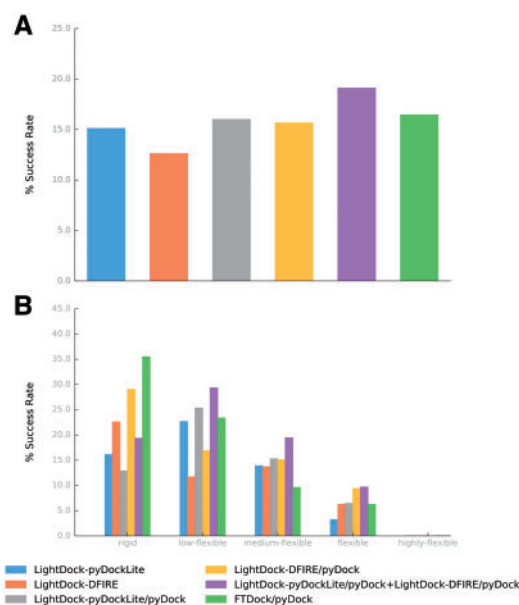 A
25.0
20.0
15.0
10.0
5.0
0.0
% Success Rate
B
45.0
40.0
35.0
30.0
25.0
20.0
15.0
10.0
5.0
0.0
% Success Rate
rigid low-flexible medium-flexible flexible highly-flexible
LightDock-pyDockLite
LightDock-DFIRE
LightDock-pyDockLite/pyDock
LightDock-DFIRE/pyDock
LightDock-pyDockLite/pyDock+LightDock-DFIRE/pyDock
FTDock/pyDock